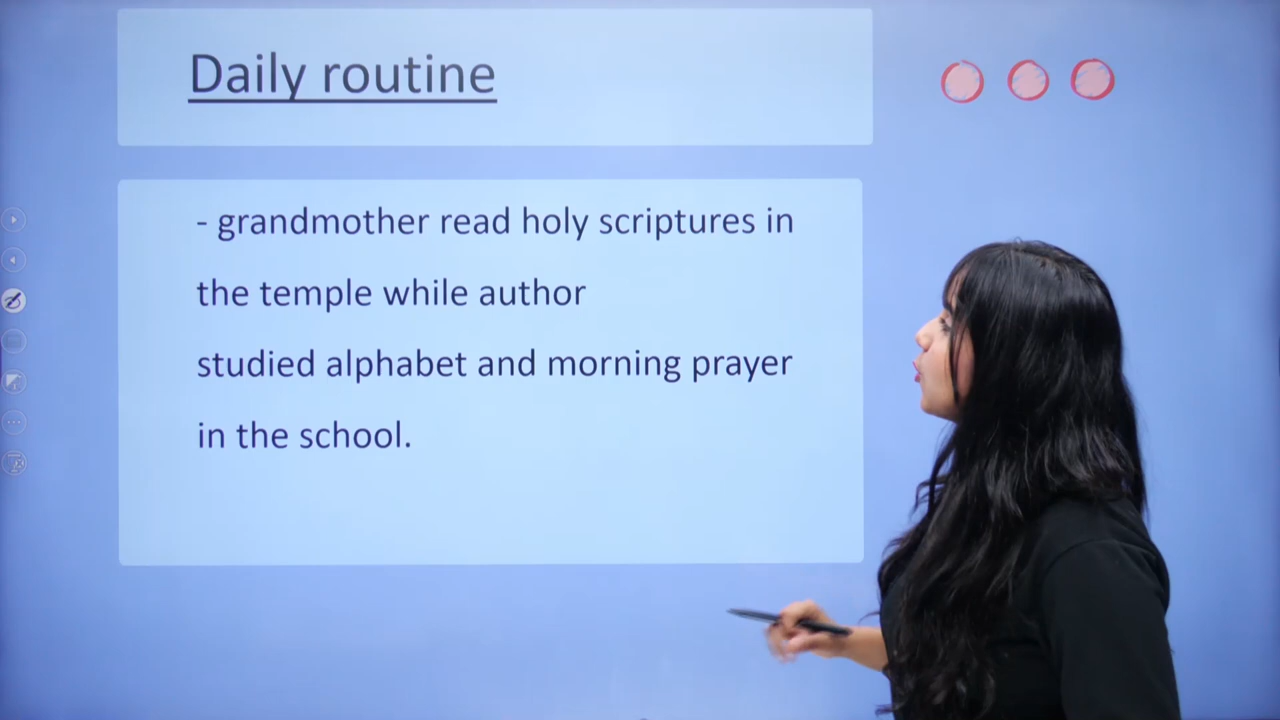 Daily routine
- grandmother read holy scriptures in
the temple while author
studied alphabet and morning prayer
in the school.